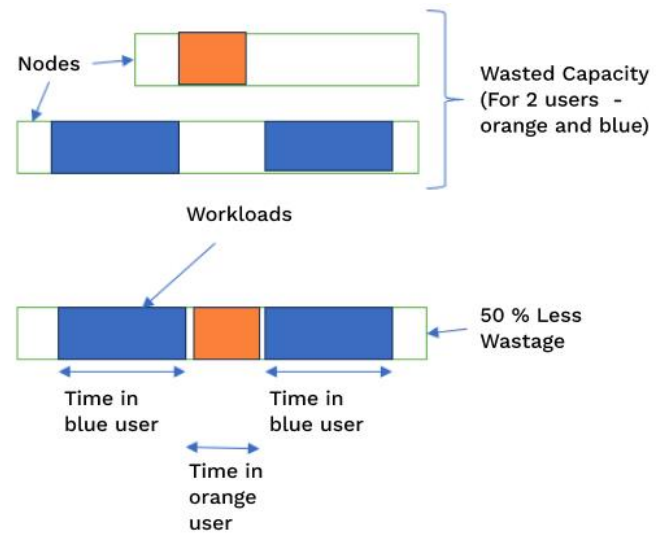 Nodes
Wasted Capacity
(For 2 users -
orange and blue)
Workloads
50 % Less
Wastage
Time in
blue user
Time in
blue user
Time in
orange
user